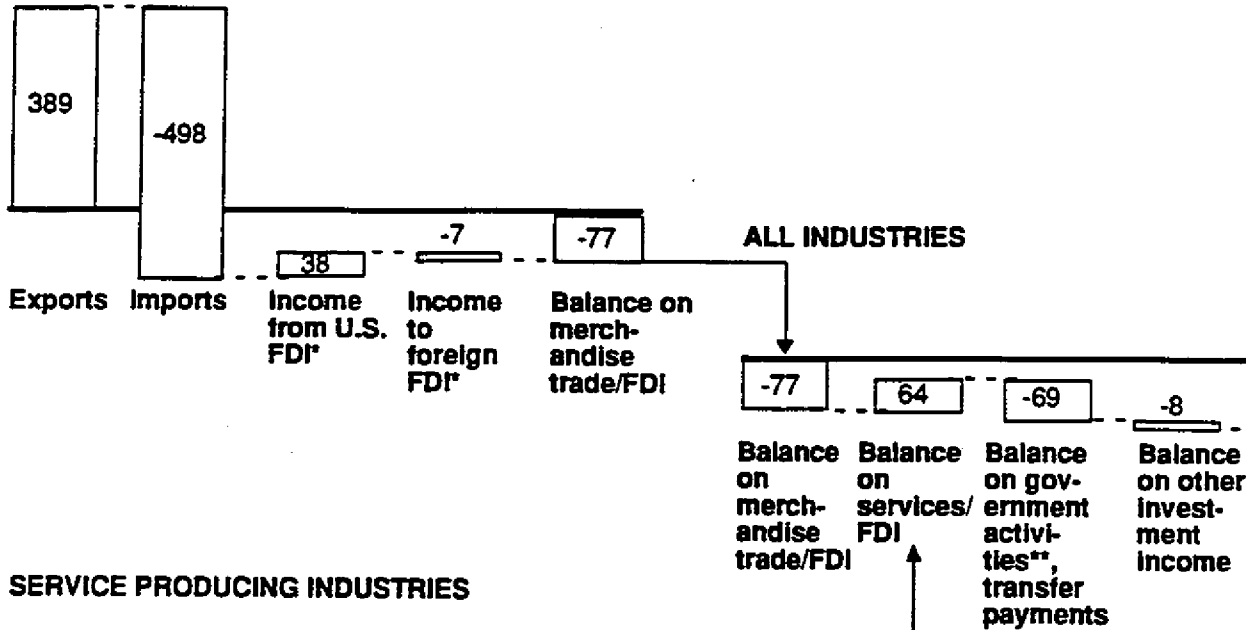 389
-498
38
-7
-77
Exports
Imports
Income
from U.S.
FDI*
Income
to
foreign
FDI*
Balance on
merch-
andise
trade/FDI
ALL INDUSTRIES
-77
64
-69
-8
Balance
on
merch-
andise
trade/FDI
Balance
on
services/
FDI
Balance
on gov-
ernment
activi-
ties**,
transfer
payments
Balance
on other
invest-
ment
income
SERVICE PRODUCING INDUSTRIES